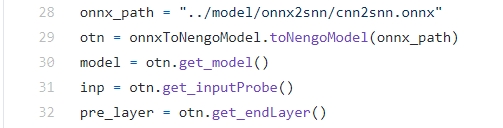 28 onnx_path = "../model/onnx2snn/cnn2snn.onnx"
29 otn = onnxToNengoModel.toNengoModel(onnx_path)
30 model = otn.get_model()
31 inp = otn.get_inputProbe()
32 pre_layer = otn.get_endLayer()